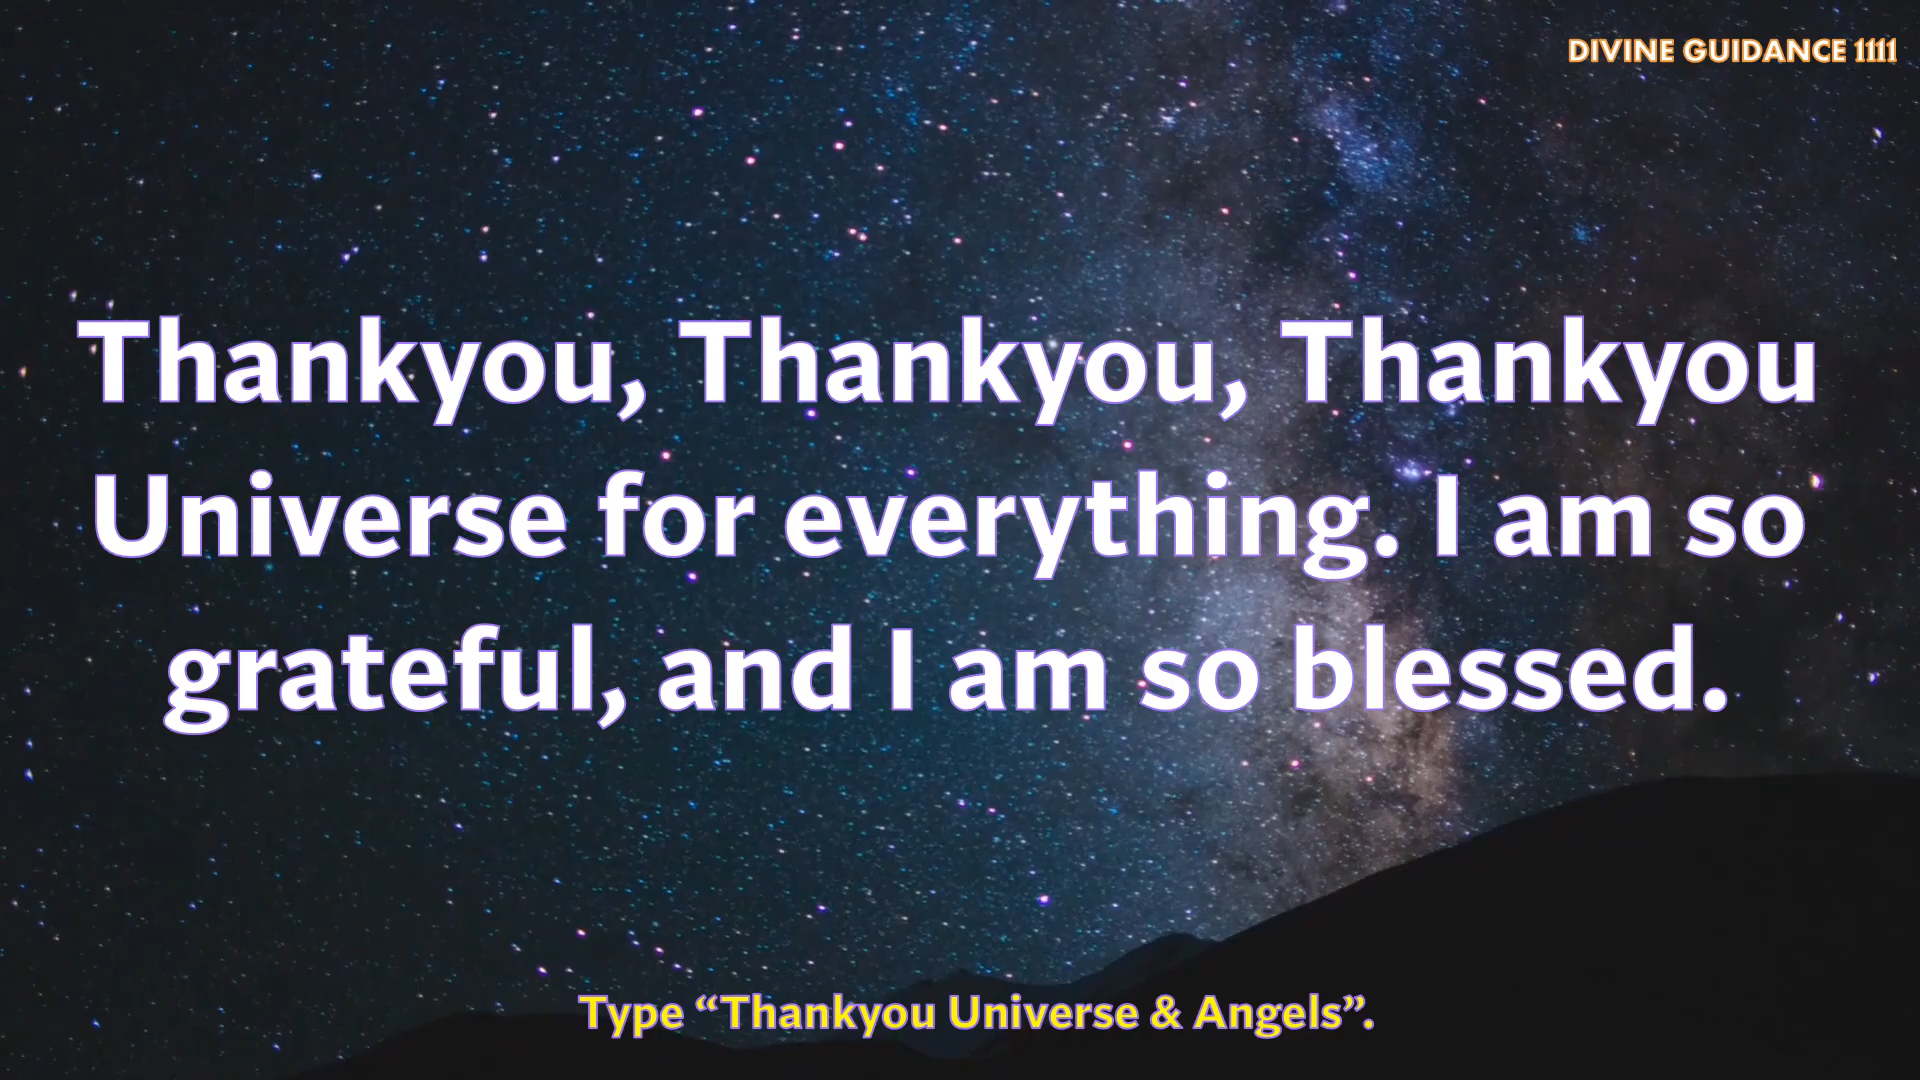 DIVINE GUIDANCE 1111
Thankyou, Thankyou, Thankyou
Universe for everything. I am so
grateful, and I am so blessed.
Type “Thankyou Universe & Angels”.